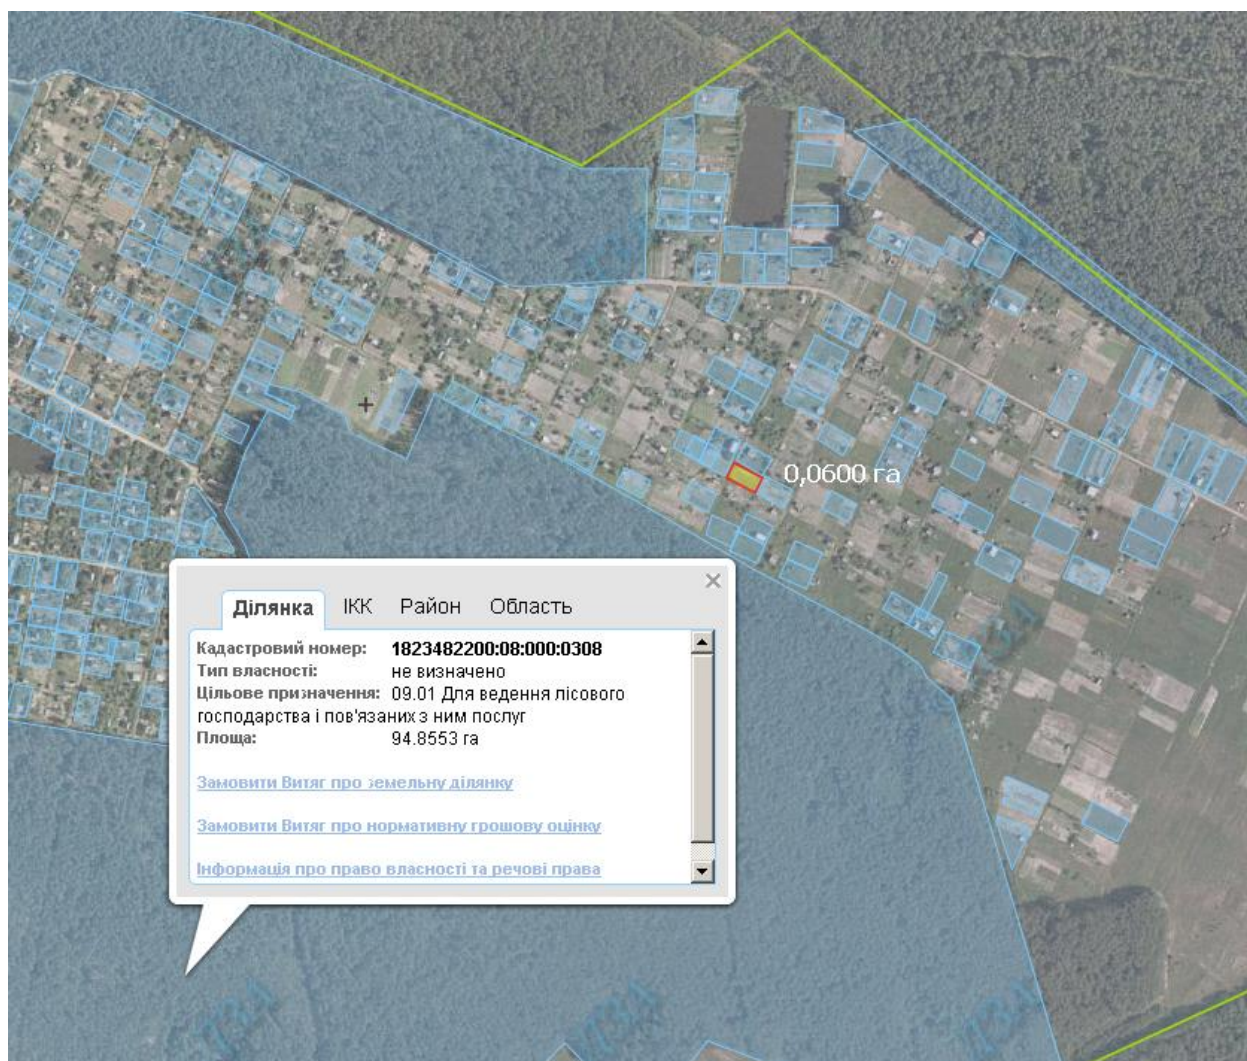 0,0600 га
Ділянка ІКК Район Область
Кадастровий номер: 1823482200:08:000:0308
Тип власності: не визначено
Цільове призначення: 09.01 Для ведення лісового
господарства і пов'язаних з ним послуг
Площа: 94.8553 га
Замовити Витяг про земельну ділянку
Замовити Витяг про нормативну грошову оцінку
Інформація про право власності та речові права